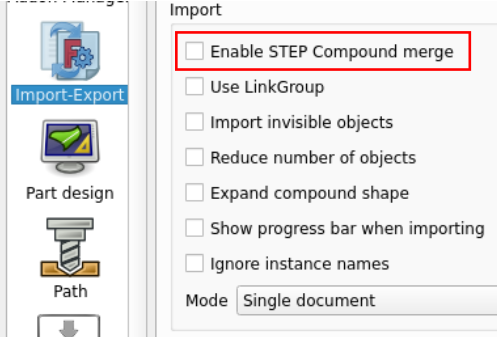 Import
Enable STEP Compound merge
Import-Export
Use LinkGroup
Import invisible objects
Reduce number of objects
Part design
Expand compound shape
Show progress bar when importing
Ignore instance names
Path
Mode Single document